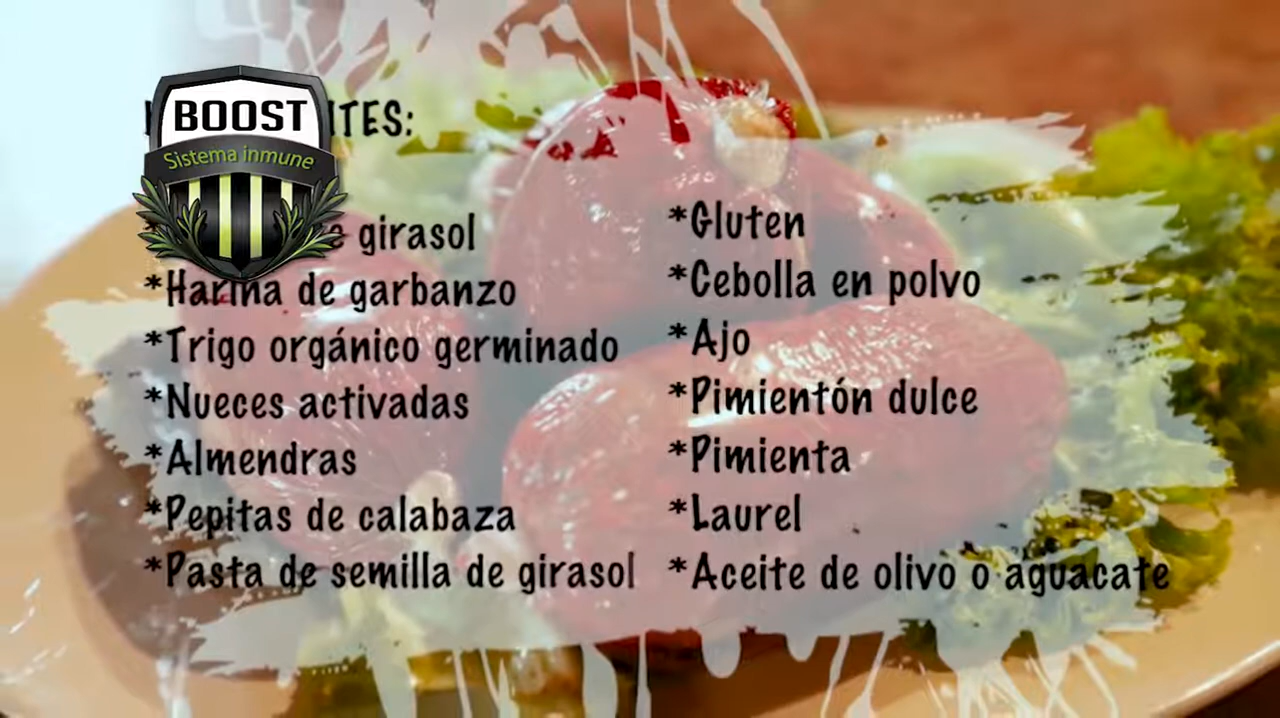 BOOST
Sistema inmune
TES:
girasol
*Harina de garbanzo
*Trigo orgánico germinado
*Nueces activadas
*Almendras
*Pepitas de calabaza
*Pasta de semilla de girasol
*Gluten
*Cebolla en polvo
*Ajo
*Pimientón dulce
*Pimienta
*Laurel
*Aceite de olivo o aguacate